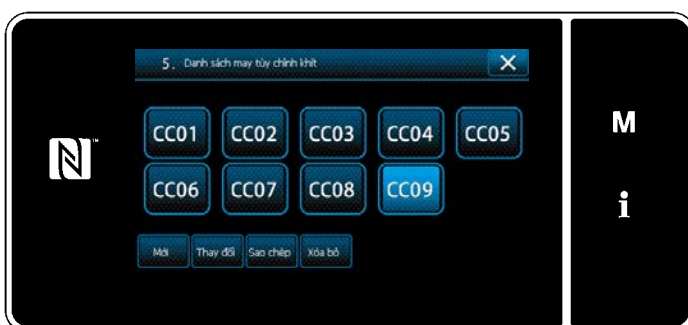 5. Danh sách may tùy chỉnh khít
CC01 CC02 CC03 CC04 CC05
M
N™
CC06 CC07 CC08 CC09
i
Mới Thay đổi Sao chép Xóa bỏ